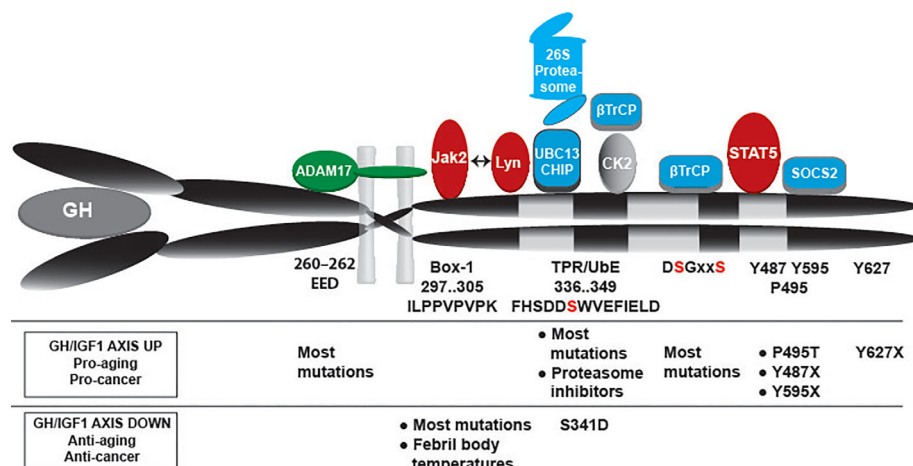 26S
Protea-
some
βTrCP
ADAM17
Jak2
Lyn
UBC13
CHIP
CK2
βTrCP
STAT5
SOCS2
GH
260–262
EED
Box-1
297..305
ILPPVPVPK
TPR/UbE
336..349
FHSDDSWVEFIELD
DSGxxS
Y487 Y595
P495
Y627
GH/IGF1 AXIS UP
Pro-aging
Pro-cancer
Most
mutations
• Most
mutations
• Proteasome
inhibitors
Most
mutations
• P495T
• Y487X
• Y595X
Y627X
GH/IGF1 AXIS DOWN
Anti-aging
Anti-cancer
• Most mutations
• Febril body
temperatures
S341D